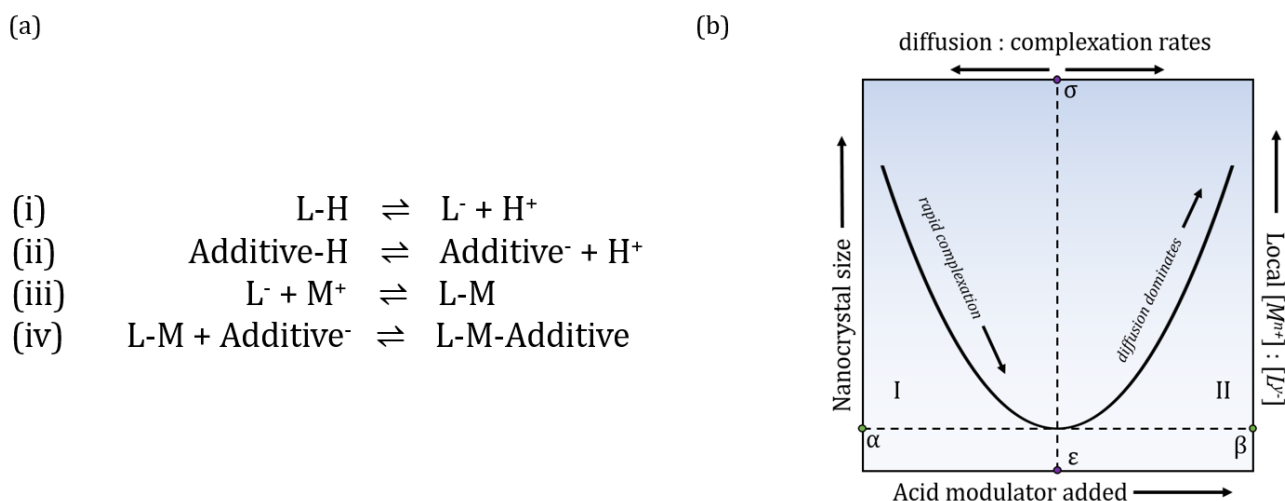 (a)
(i) L-H ⇌ L⁻ + H⁺
(ii) Additive-H ⇌ Additive⁻ + H⁺
(iii) L⁻ + M⁺ ⇌ L-M
(iv) L-M + Additive⁻ ⇌ L-M-Additive
(b)
diffusion : complexation rates
σ
Nanocrystal size
rapid complexation
diffusion dominates
Local [Mⁿ⁺] : [Lʸ⁻]
I
II
α
β
ε
Acid modulator added